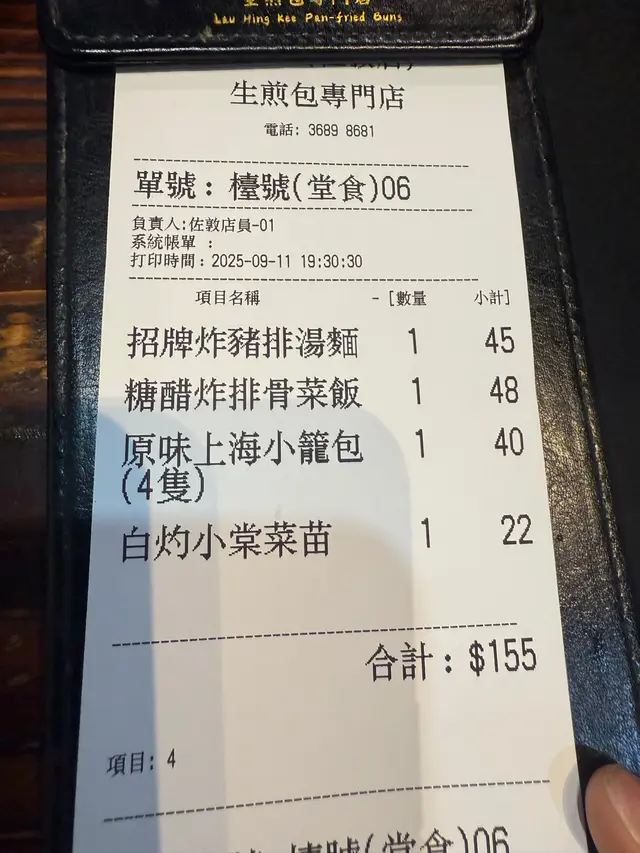 Lau Hing Kee Pan-fried Buns
生煎包專門店
電話: 3689 8681
單號: 檯號(堂食)06
負責人:佐敦店員-01
系統帳單 :
打印時間: 2025-09-11 19:30:30
項目名稱 - [數量 小計]
招牌炸豬排湯麵 1 45
糖醋炸排骨菜飯 1 48
原味上海小籠包 1 40
(4隻)
白灼小棠菜苗 1 22
合計: $155
項目: 4
檯號(堂食)06